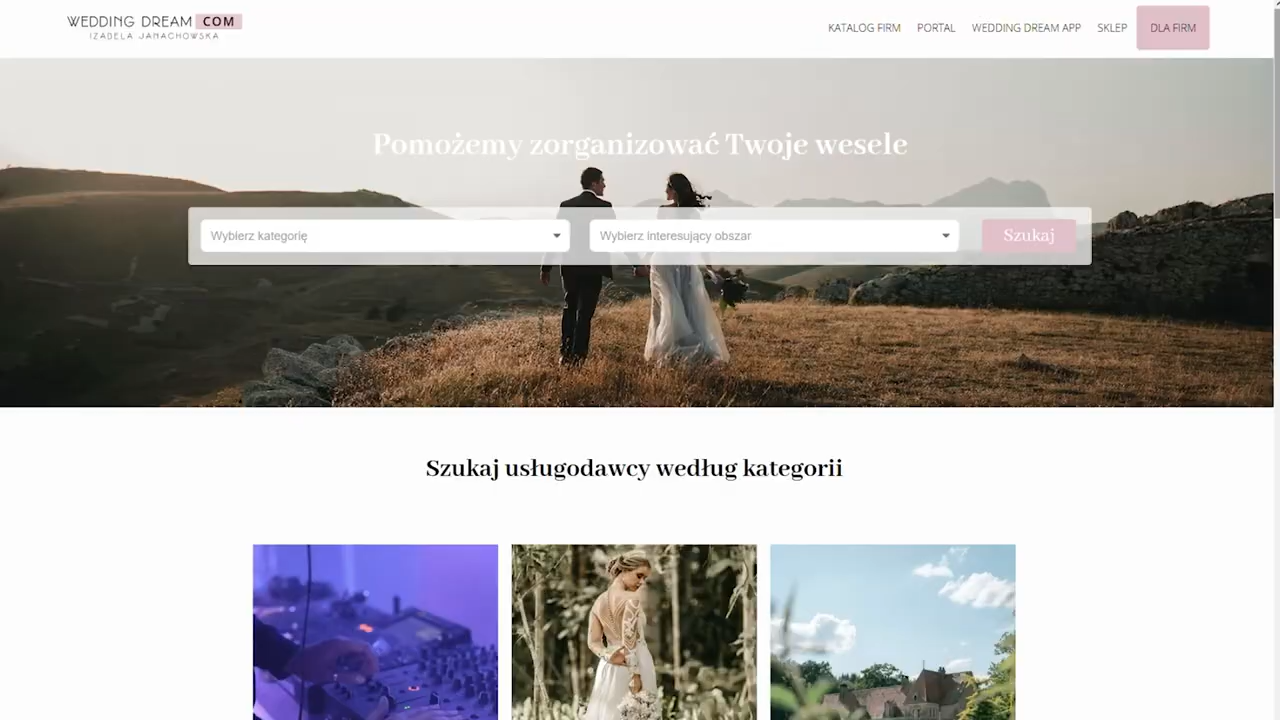 WEDDING DREAM COM
IZABELA JANACHOWSKA
KATALOG FIRM
PORTAL
WEDDING DREAM APP
SKLEP
DLA FIRM
Pomożemy zorganizować Twoje wesele
Wybierz kategorię
Wybierz interesujący obszar
Szukaj
Szukaj usługodawcy według kategorii